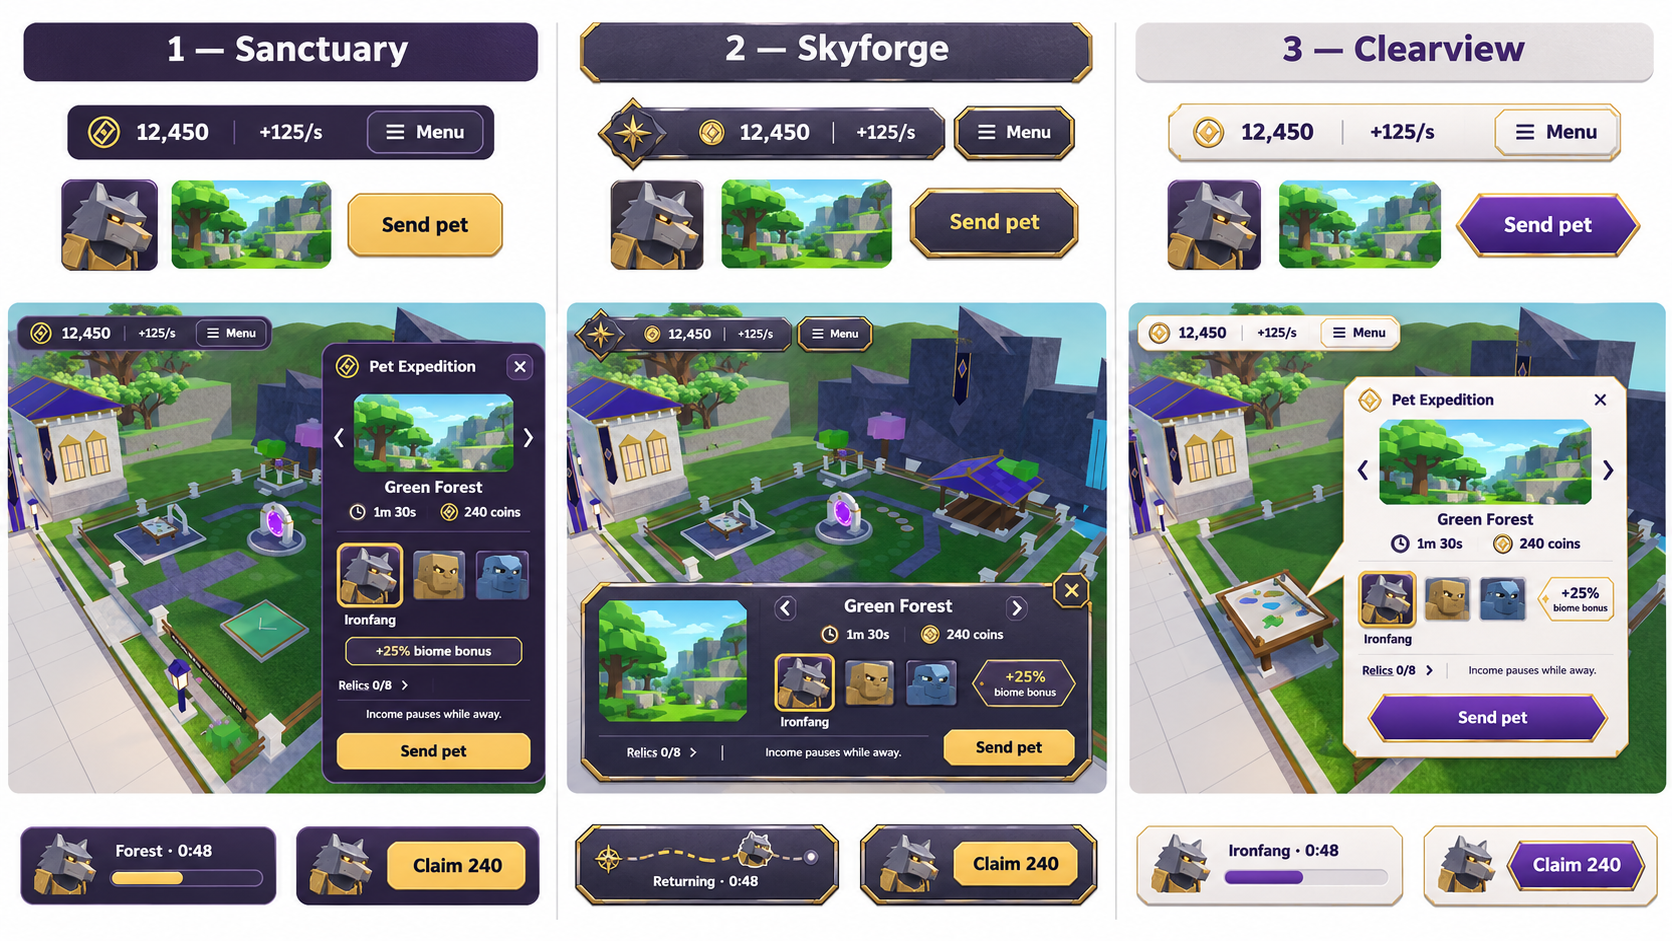 1 — Sanctuary
12,450
+125/s
Menu
Send pet
12,450
+125/s
Menu
Pet Expedition
Green Forest
1m 30s
240 coins
Ironfang
+25% biome bonus
Relics 0/8
Income pauses while away.
Send pet
Forest · 0:48
Claim 240
2 — Skyforge
12,450
+125/s
Menu
Send pet
12,450
+125/s
Menu
Green Forest
1m 30s
240 coins
+25%
biome bonus
Ironfang
Relics 0/8
Income pauses while away.
Send pet
Returning · 0:48
Claim 240
3 — Clearview
12,450
+125/s
Menu
Send pet
12,450
+125/s
Menu
Pet Expedition
Green Forest
1m 30s
240 coins
+25%
biome bonus
Ironfang
Relics 0/8
Income pauses while away.
Send pet
Ironfang · 0:48
Claim 240